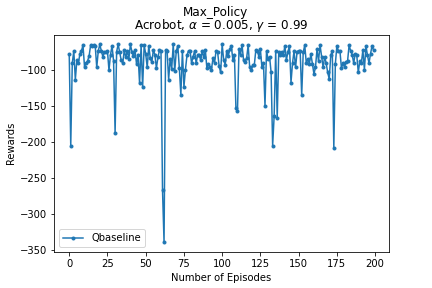 Max_Policy
Acrobot, α = 0.005, γ = 0.99
Rewards
−100
−150
−200
−250
−300
−350
Qbaseline
0 25 50 75 100 125 150 175 200
Number of Episodes